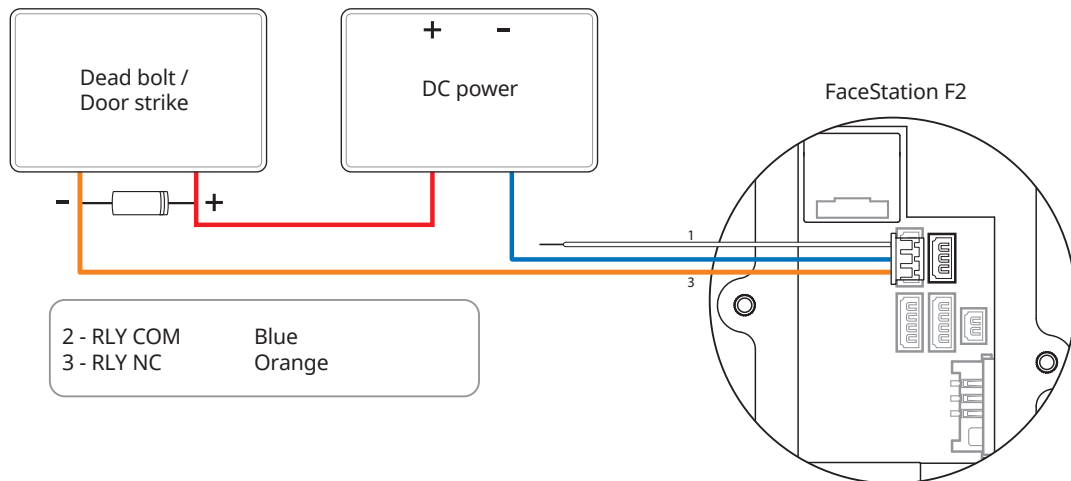 + −
Dead bolt /
Door strike
DC power
FaceStation F2
− +
1
3
2 - RLY COM Blue
3 - RLY NC Orange